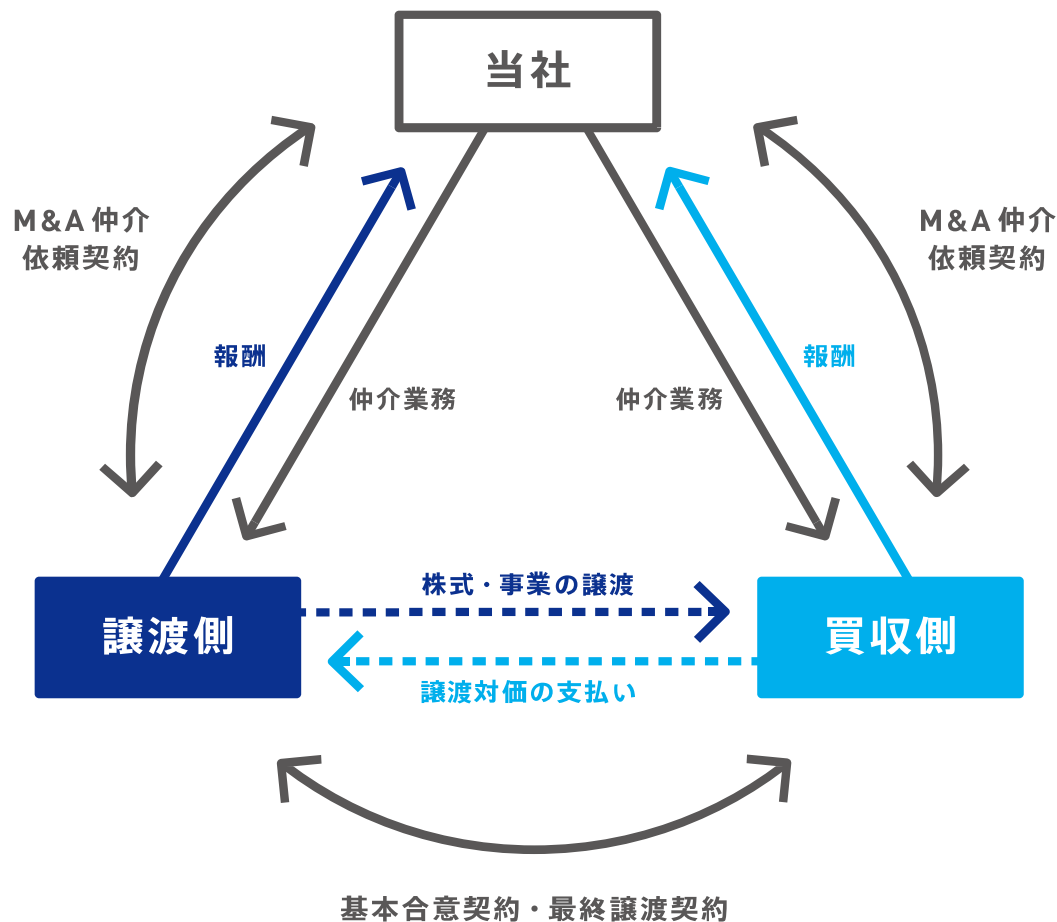 当社
M&A仲介
依頼契約
M&A仲介
依頼契約
報酬
報酬
仲介業務
仲介業務
株式・事業の譲渡
譲渡側
買収側
譲渡対価の支払い
基本合意契約・最終譲渡契約